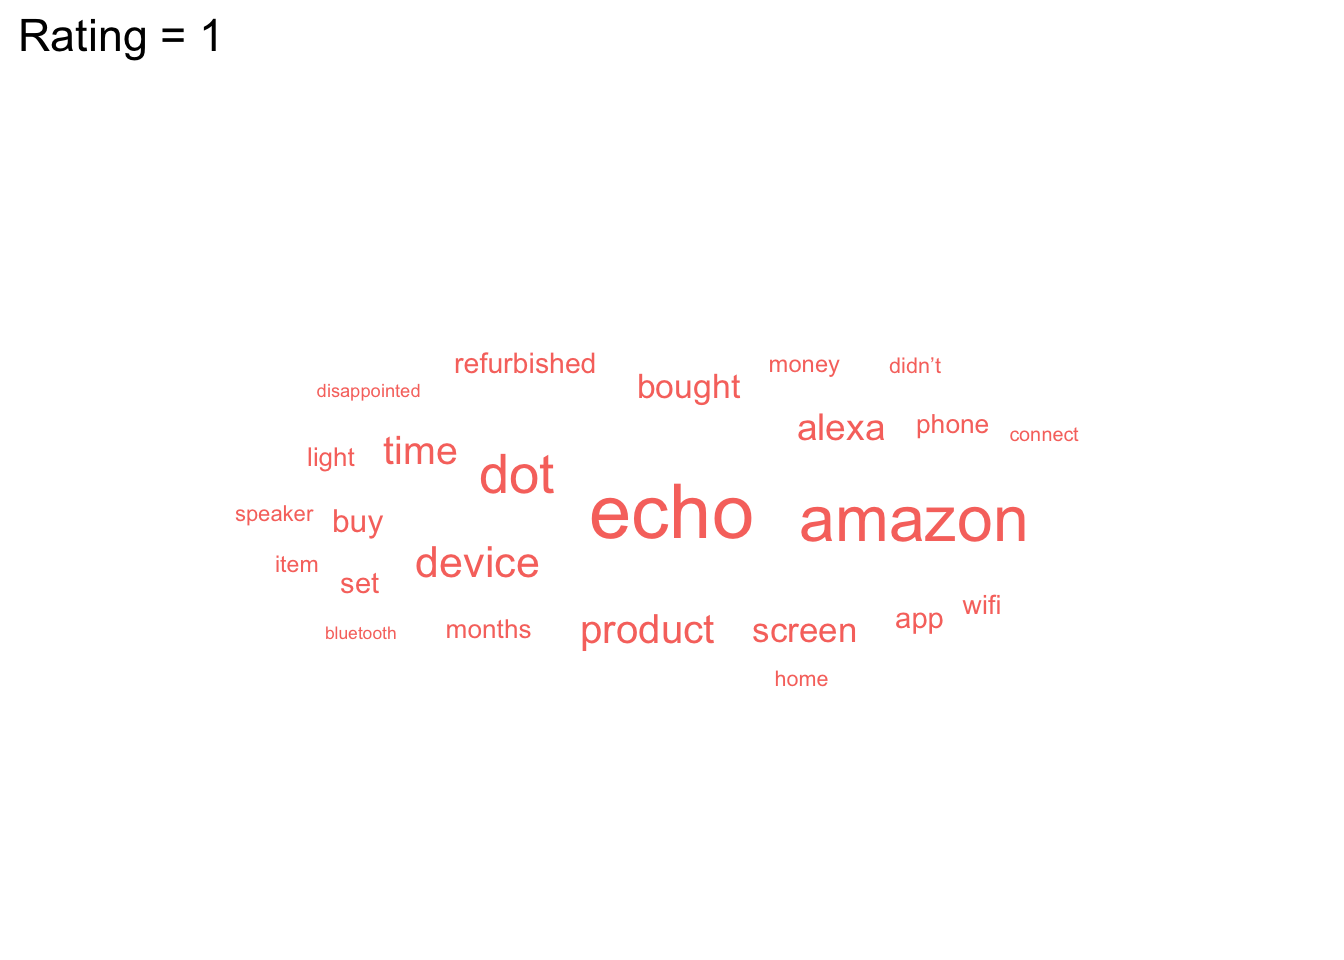 Rating = 1
refurbished
money
didn’t
bought
disappointed
phone
alexa
connect
time
light
dot
echo
speaker
amazon
buy
device
item
set
wifi
app
months
product
screen
bluetooth
home